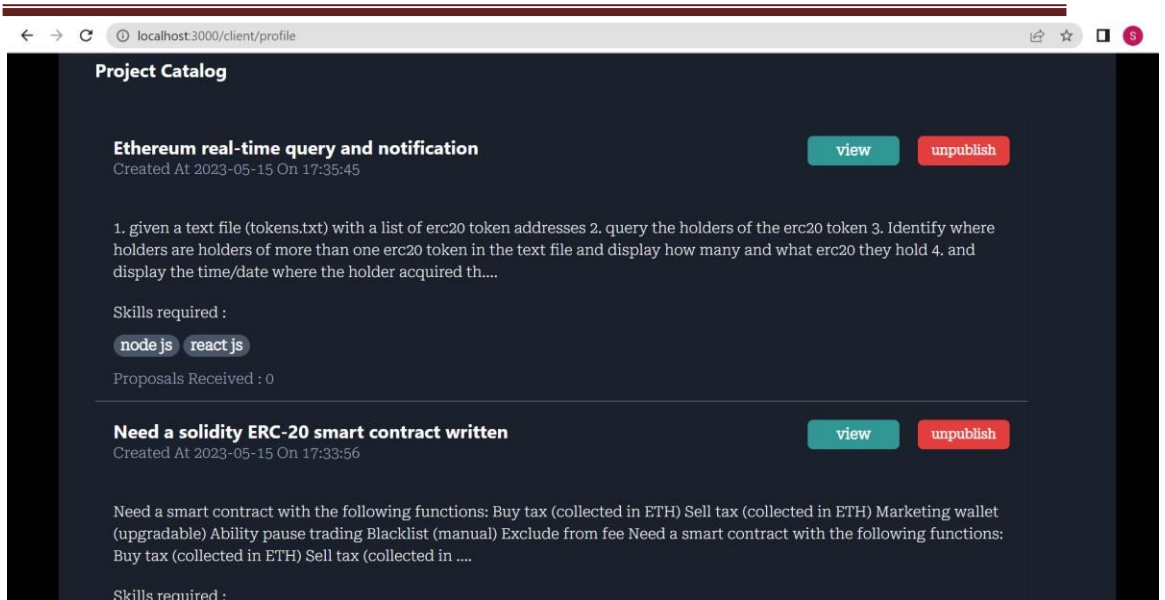 localhost:3000/client/profile
S
Project Catalog
Ethereum real-time query and notification
view
unpublish
Created At 2023-05-15 On 17:35:45
1. given a text file (tokens.txt) with a list of erc20 token addresses 2. query the holders of the erc20 token 3. Identify where
holders are holders of more than one erc20 token in the text file and display how many and what erc20 they hold 4. and
display the time/date where the holder acquired th....
Skills required :
node js react js
Proposals Received : 0
Need a solidity ERC-20 smart contract written
view
unpublish
Created At 2023-05-15 On 17:33:56
Need a smart contract with the following functions: Buy tax (collected in ETH) Sell tax (collected in ETH) Marketing wallet
(upgradable) Ability pause trading Blacklist (manual) Exclude from fee Need a smart contract with the following functions:
Buy tax (collected in ETH) Sell tax (collected in ....
Skills required :